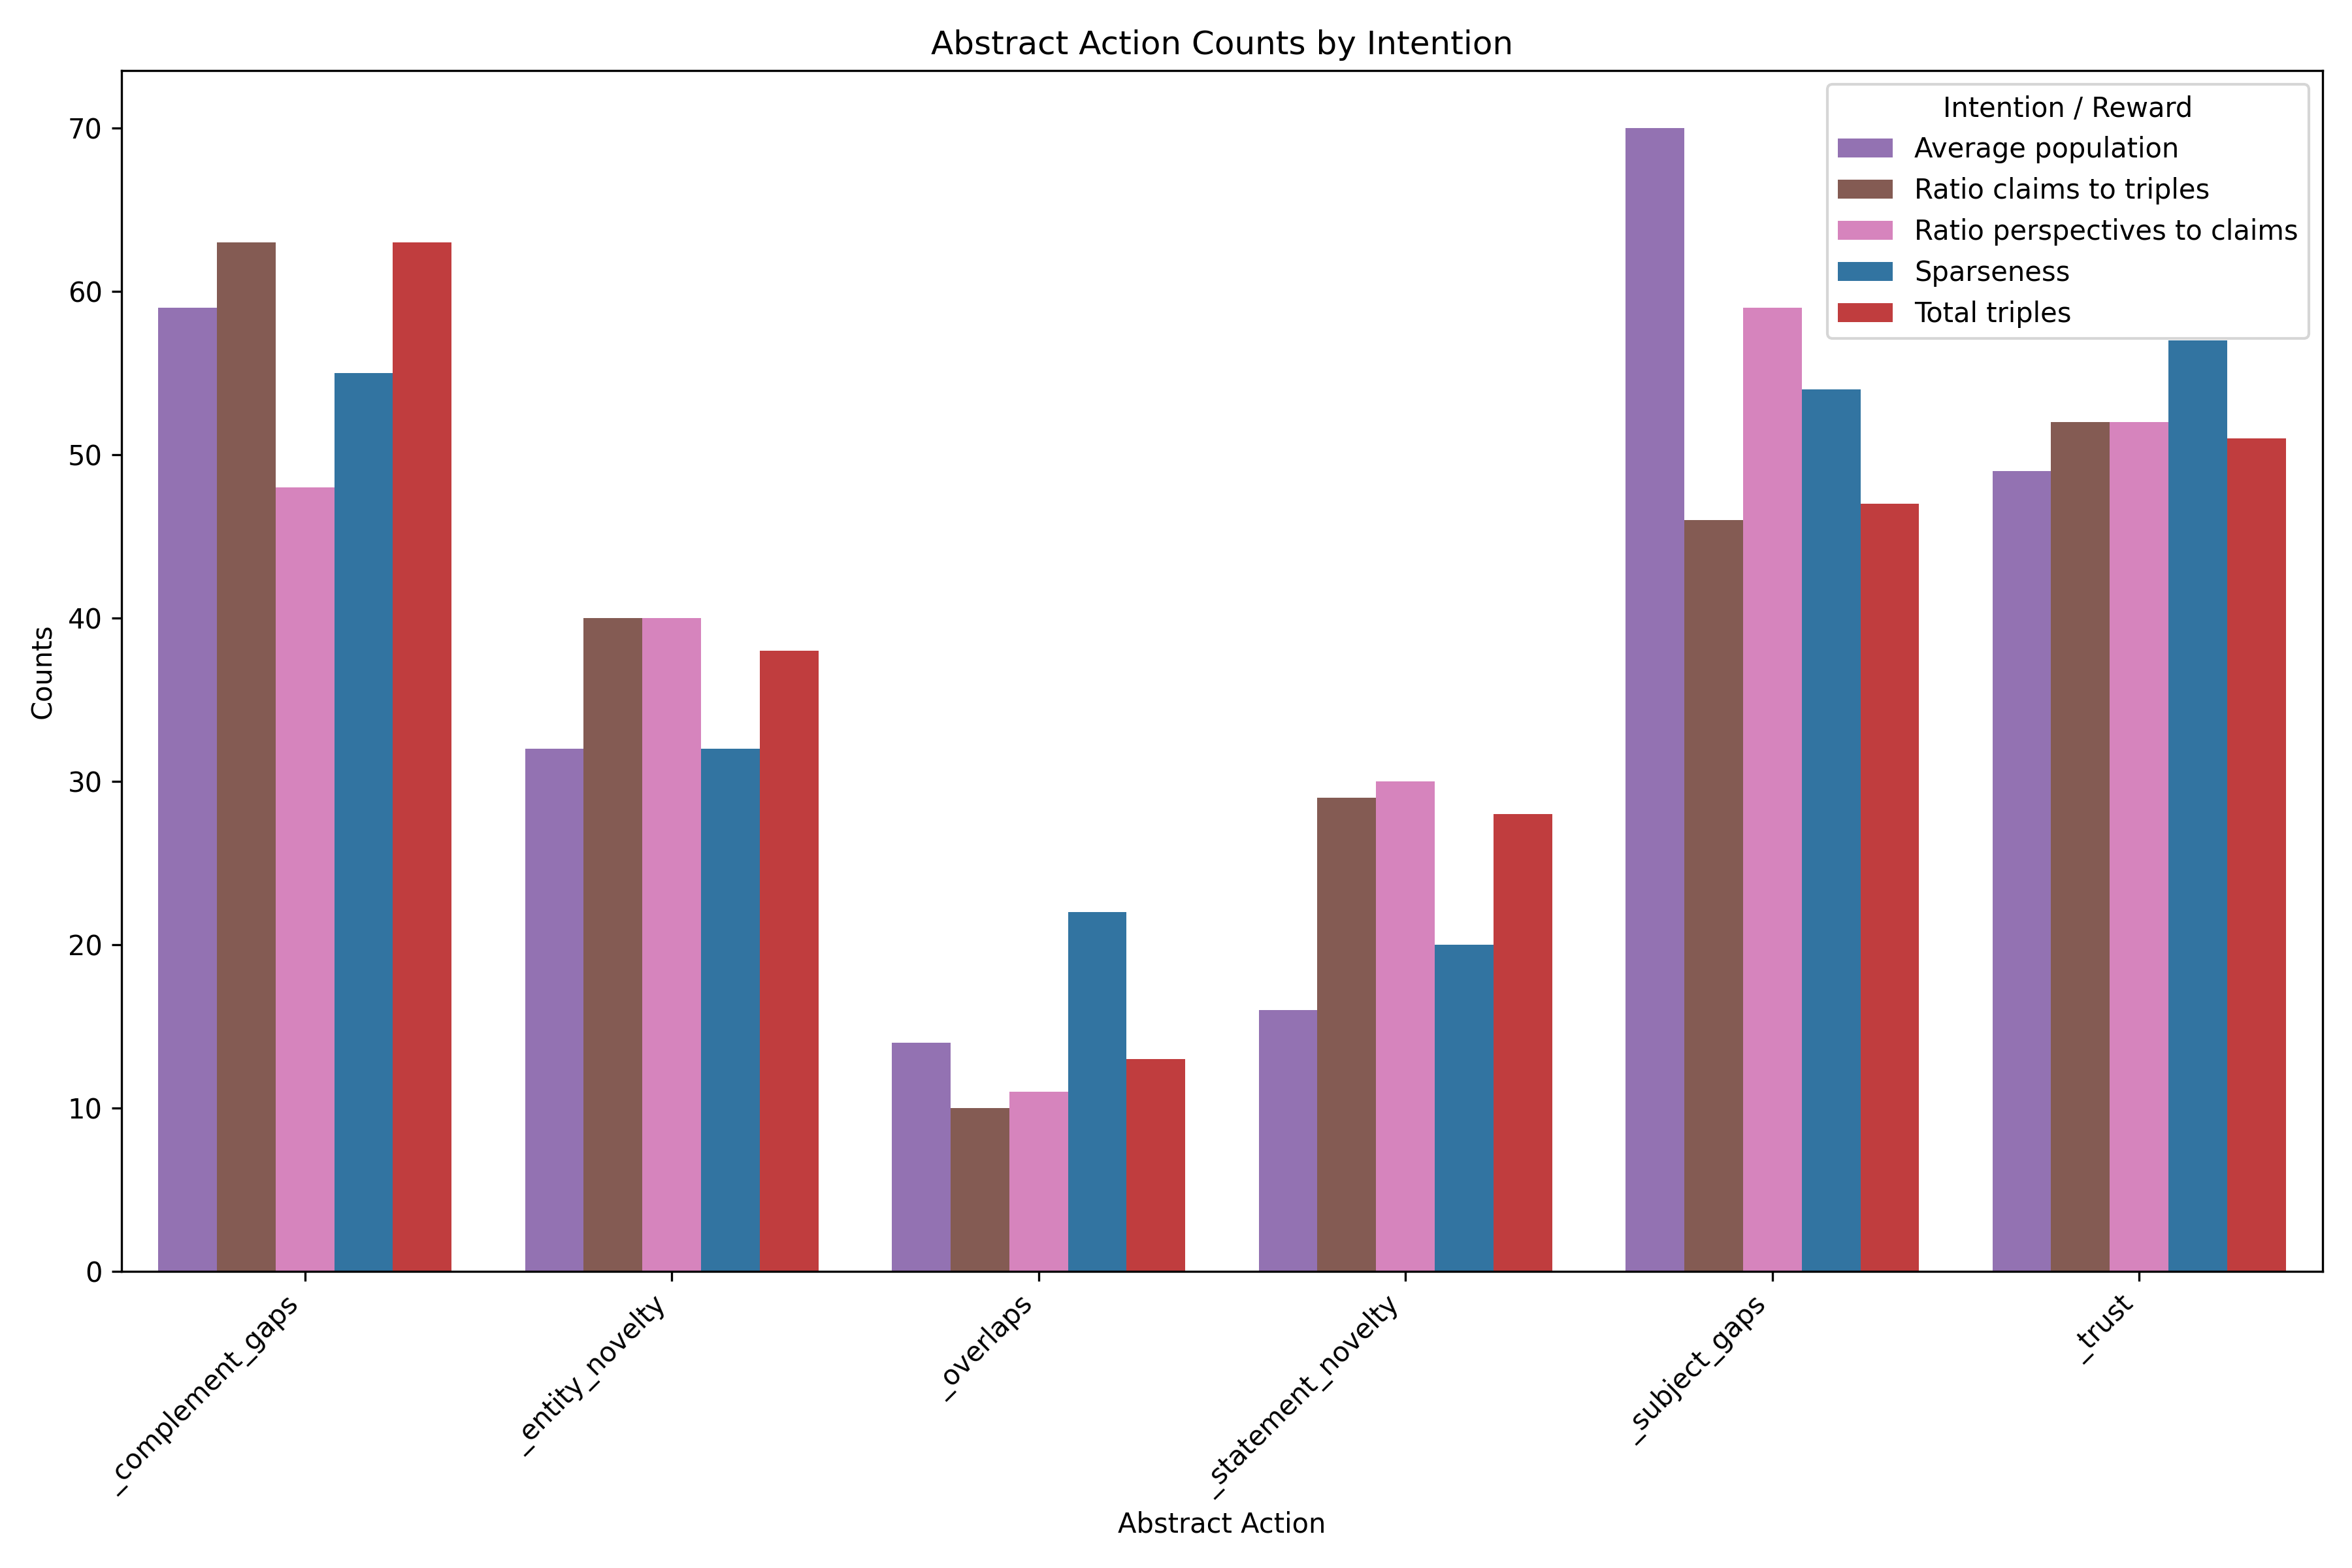 Abstract Action Counts by Intention
Intention / Reward
Average population
Ratio claims to triples
Ratio perspectives to claims
Sparseness
Total triples
Counts
70
60
50
40
30
20
10
0
_complement_gaps
_entity_novelty
_overlaps
_statement_novelty
_subject_gaps
_trust
Abstract Action